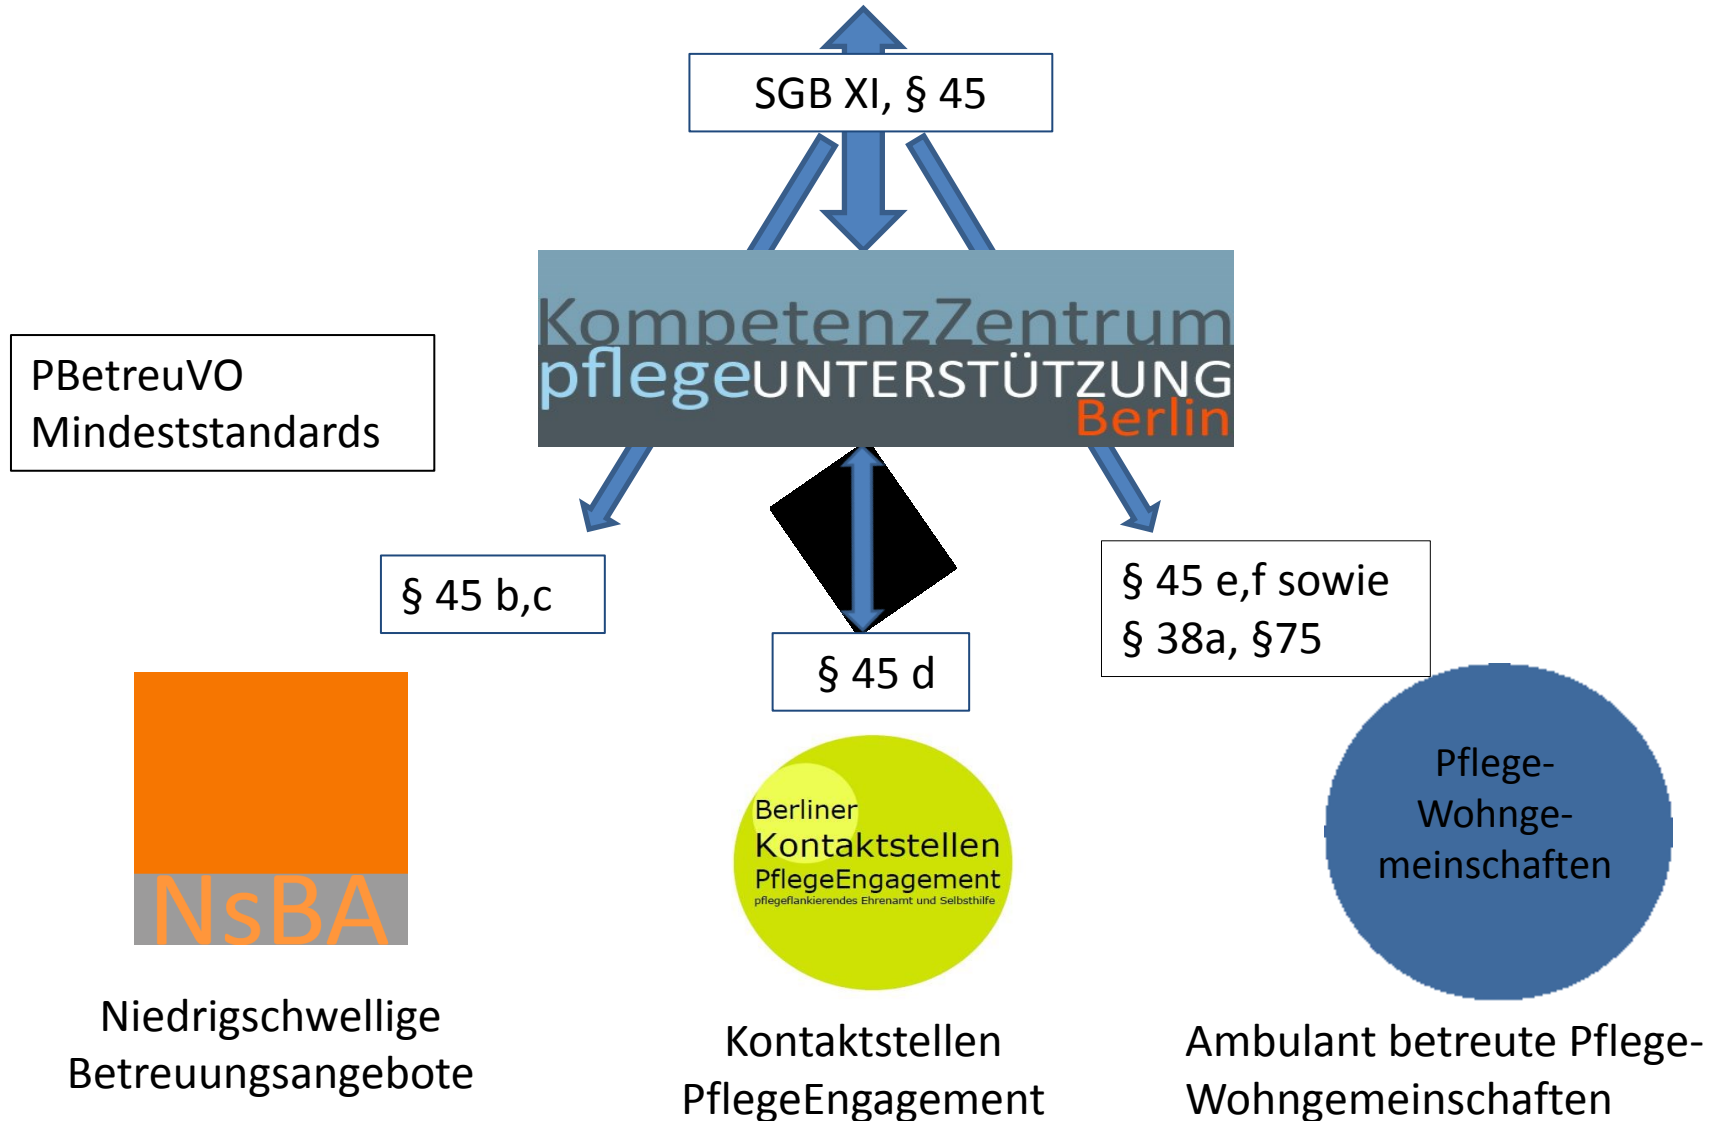 SGB XI, § 45
KompetenzZentrum
pflegeUNTERSTÜTZUNG
Berlin
PBetreuVO
Mindeststandards
§ 45 b,c
§ 45 d
§ 45 e,f sowie
§ 38a, §75
NsBA
Niedrigschwellige
Betreuungsangebote
Berliner
Kontaktstellen
PflegeEngagement
pflegeflankierendes Ehrenamt und Selbsthilfe
Kontaktstellen
PflegeEngagement
Pflege-
Wohnge-
meinschaften
Ambulant betreute Pflege-
Wohngemeinschaften